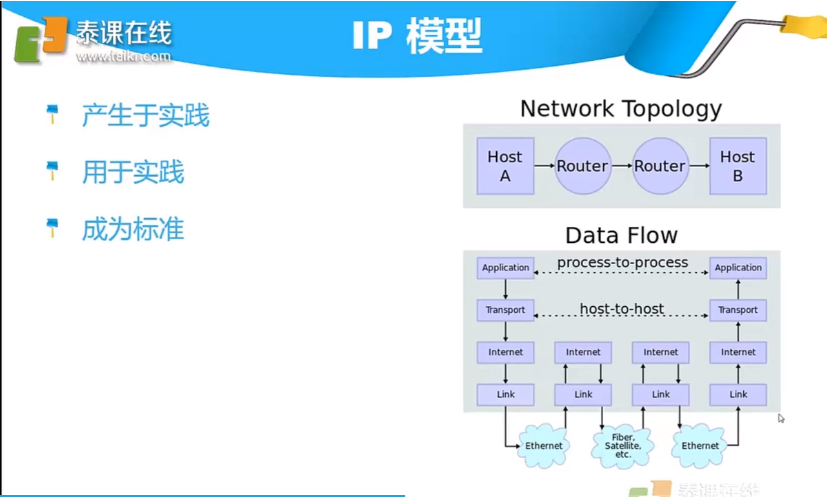 泰课在线
www.taikr.com
IP 模型
产生于实践
用于实践
成为标准
Network Topology
Host
A
Router
Router
Host
B
Data Flow
Application
process-to-process
Application
Transport
host-to-host
Transport
Internet
Internet
Internet
Internet
Link
Link
Link
Link
Ethernet
Fiber,
Satellite,
etc.
Ethernet
泰课在线